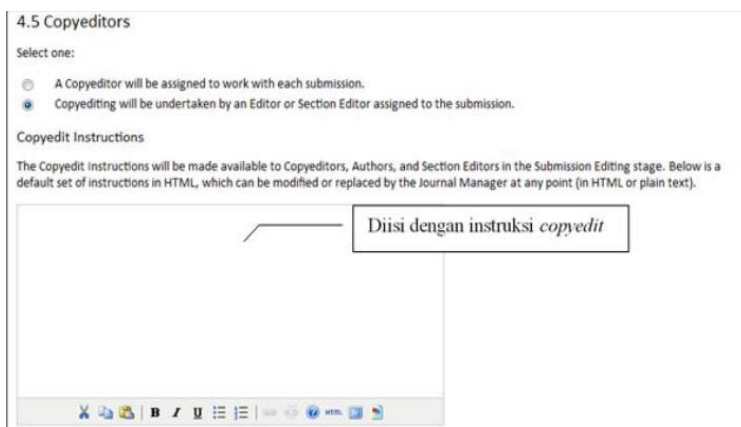 4.5 Copyeditors
Select one:
A Copyeditor will be assigned to work with each submission.
Copyediting will be undertaken by an Editor or Section Editor assigned to the submission.
Copyedit Instructions
The Copyedit Instructions will be made available to Copyeditors, Authors, and Section Editors in the Submission Editing stage. Below is a
default set of instructions in HTML, which can be modified or replaced by the Journal Manager at any point (in HTML or plain text).
Diisi dengan instruksi copyedit
B I U HTML